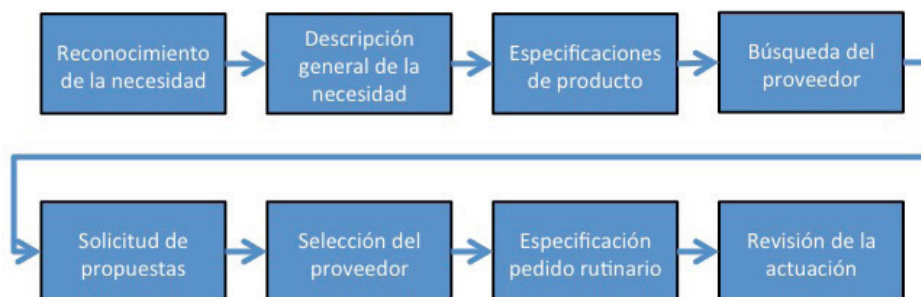 Reconocimiento
de la necesidad
Descripción
general de la
necesidad
Especificaciones
de producto
Búsqueda del
proveedor
Solicitud de
propuestas
Selección del
proveedor
Especificación
pedido rutinario
Revisión de la
actuación